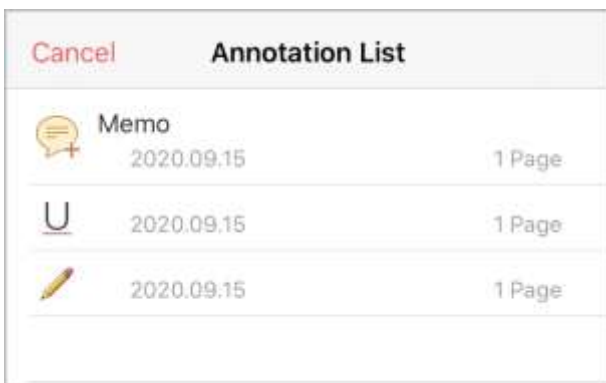 Cancel Annotation List
Memo
2020.09.15 1 Page
U 2020.09.15 1 Page
2020.09.15 1 Page